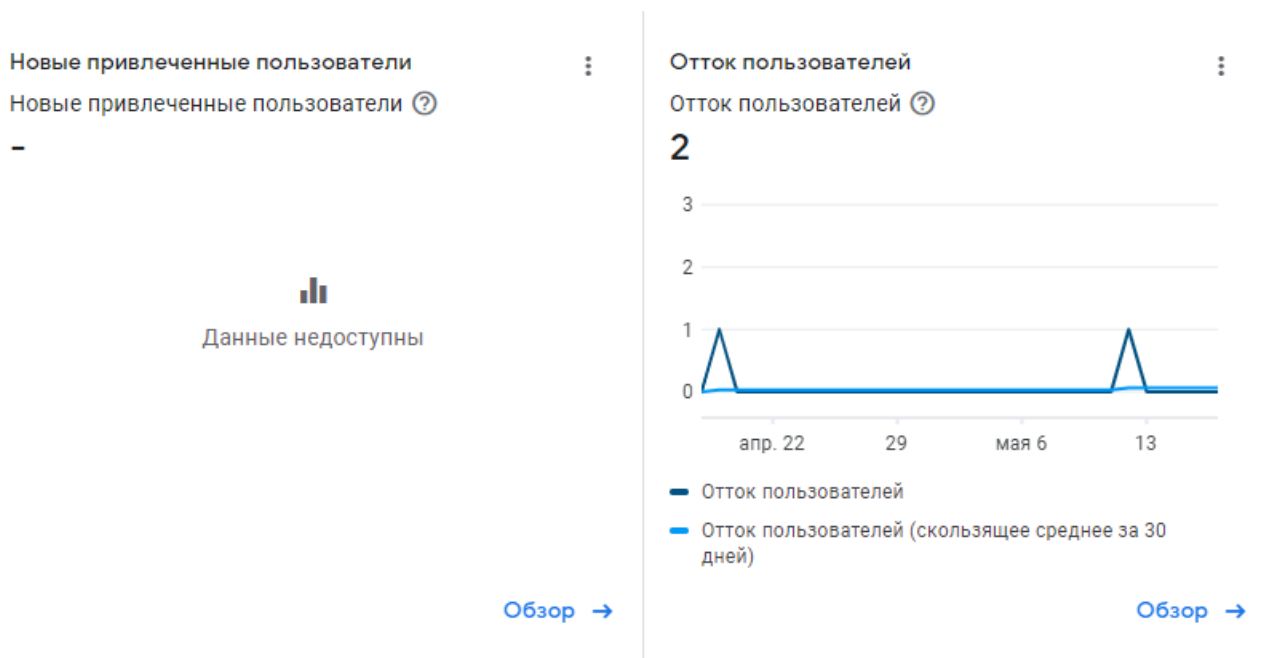 Новые привлеченные пользователи
Новые привлеченные пользователи
-
Данные недоступны
Обзор
Отток пользователей
Отток пользователей
2
3
2
1
0
апр. 22 29 мая 6 13
Отток пользователей
Отток пользователей (скользящее среднее за 30
дней)
Обзор